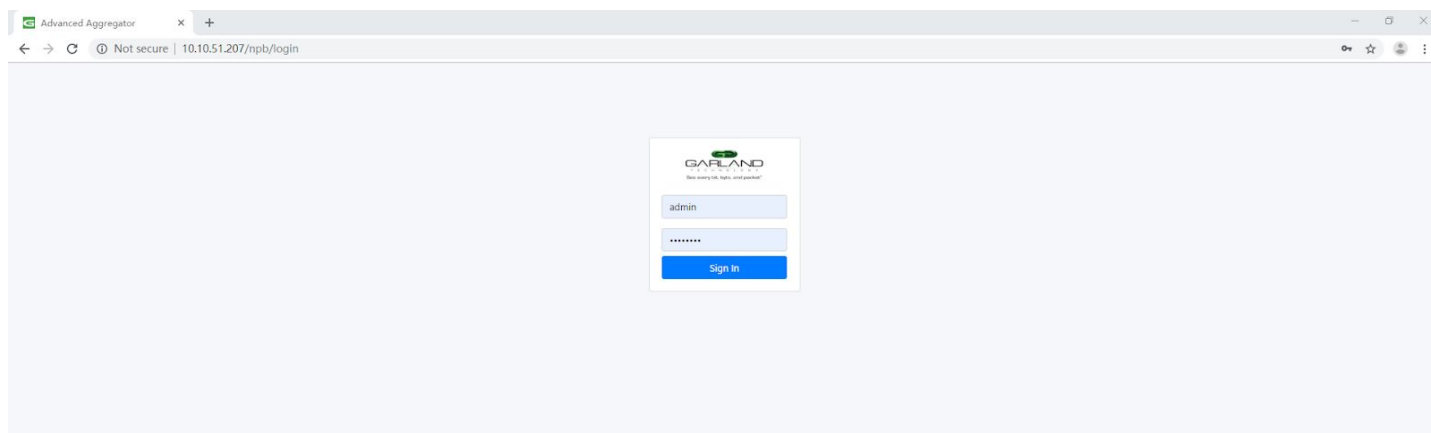 Advanced Aggregator
Not secure | 10.10.51.207/npb/login
GARLAND
TECHNOLOGY
See every bit, byte, and packet®
admin
••••••••
Sign In